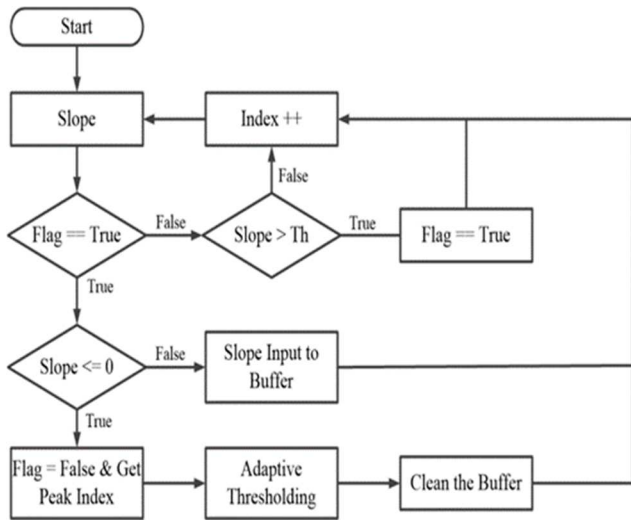 Start
Slope
Index ++
False
Flag == True
False
Slope > Th
True
Flag == True
True
Slope <= 0
False
Slope Input to
Buffer
True
Flag = False & Get
Peak Index
Adaptive
Thresholding
Clean the Buffer